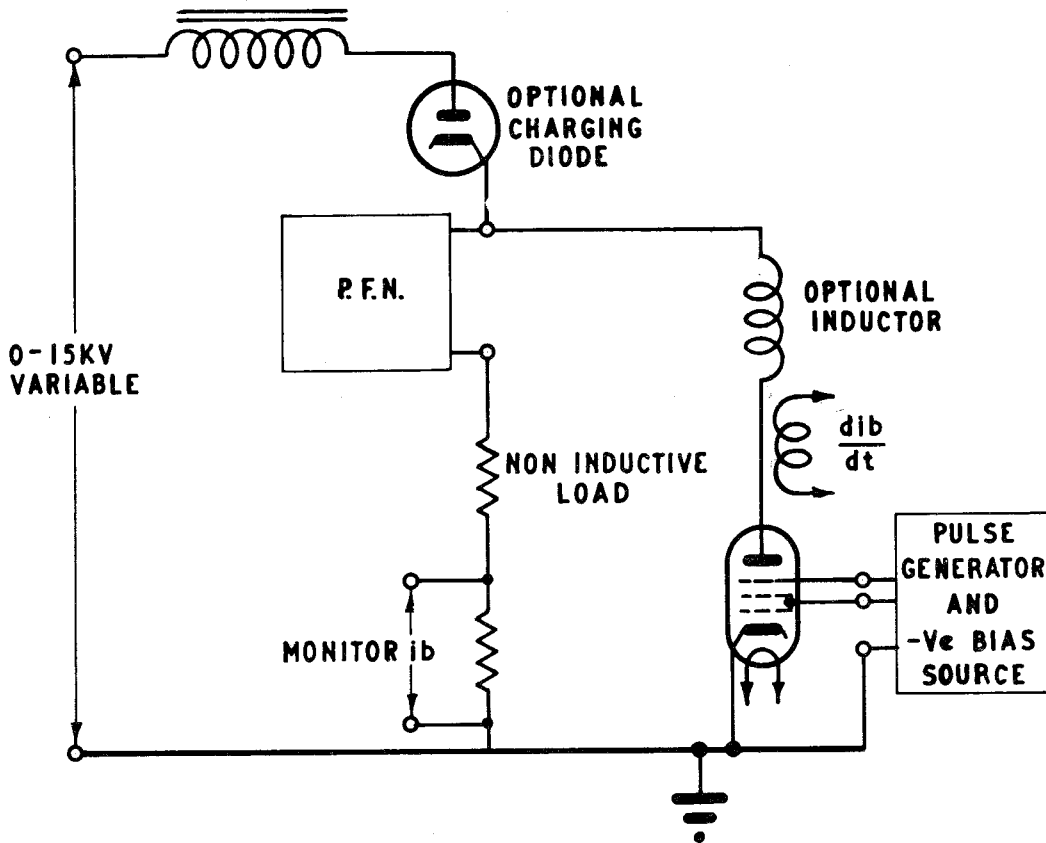 OPTIONAL
CHARGING
DIODE
P.F.N.
OPTIONAL
INDUCTOR
0-15KV
VARIABLE
dib
dt
NON INDUCTIVE
LOAD
PULSE
GENERATOR
AND
-Ve BIAS
SOURCE
MONITOR ib